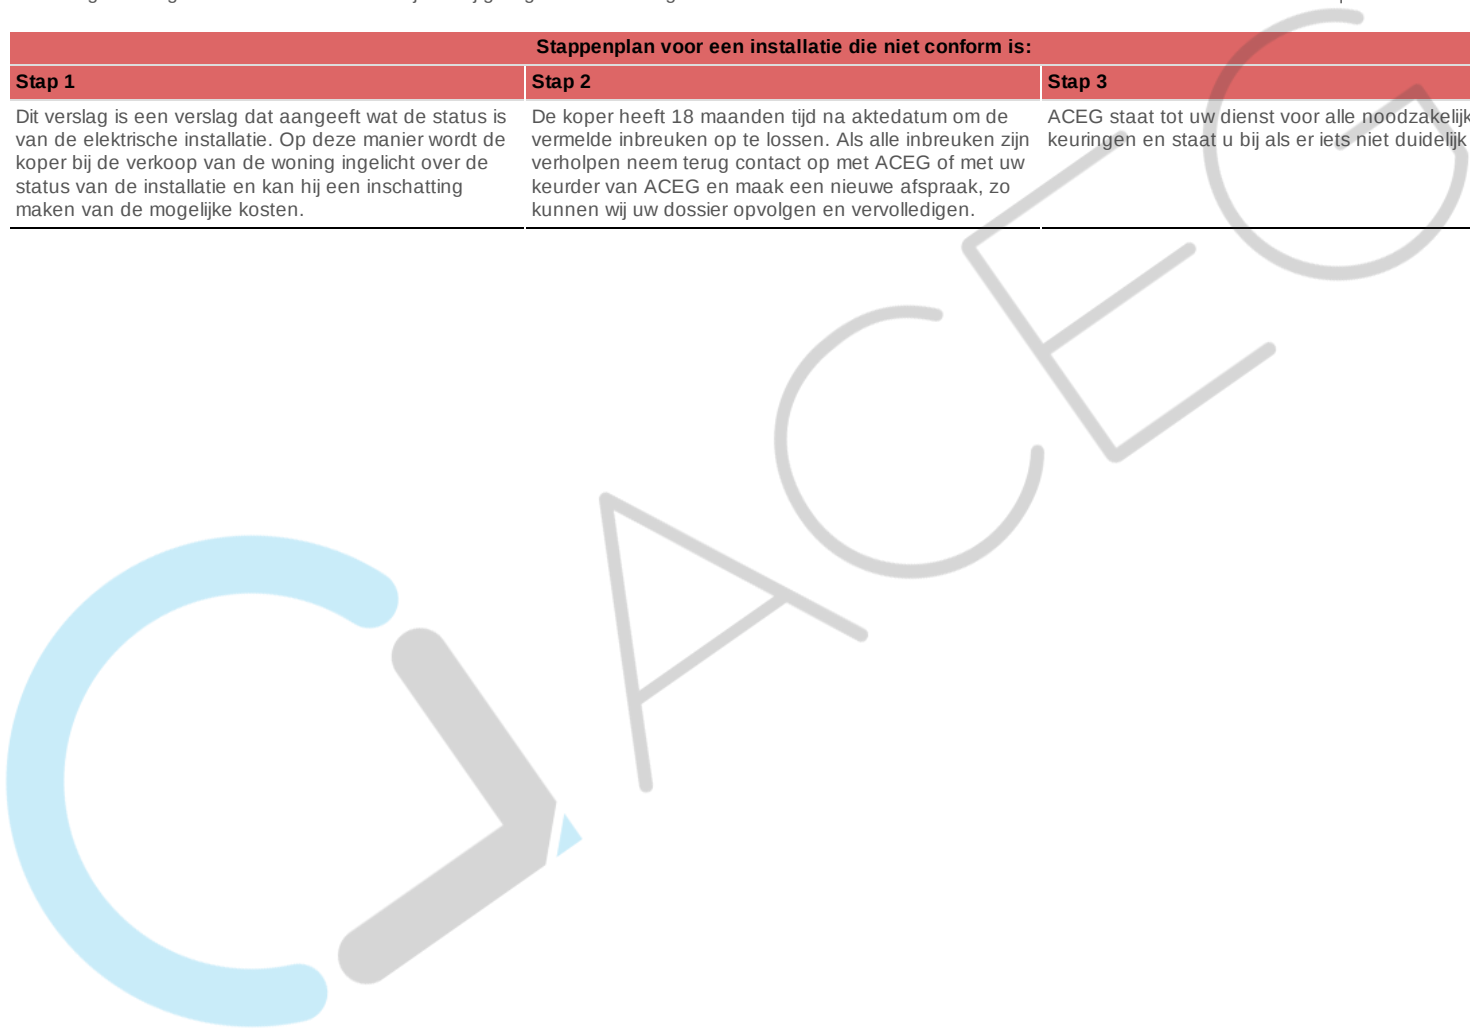 Stappenplan voor een installatie die niet conform is:
Stap 1
Stap 2
Stap 3
Dit verslag is een verslag dat aangeeft wat de status is
van de elektrische installatie. Op deze manier wordt de
koper bij de verkoop van de woning ingelicht over de
status van de installatie en kan hij een inschatting
maken van de mogelijke kosten.
De koper heeft 18 maanden tijd na aktedatum om de
vermelde inbreuken op te lossen. Als alle inbreuken zijn
verholpen neem terug contact op met ACEG of met uw
keurder van ACEG en maak een nieuwe afspraak, zo
kunnen wij uw dossier opvolgen en vervolledigen.
ACEG staat tot uw dienst voor alle noodzakelijk
keuringen en staat u bij als er iets niet duidelijk
ACEG